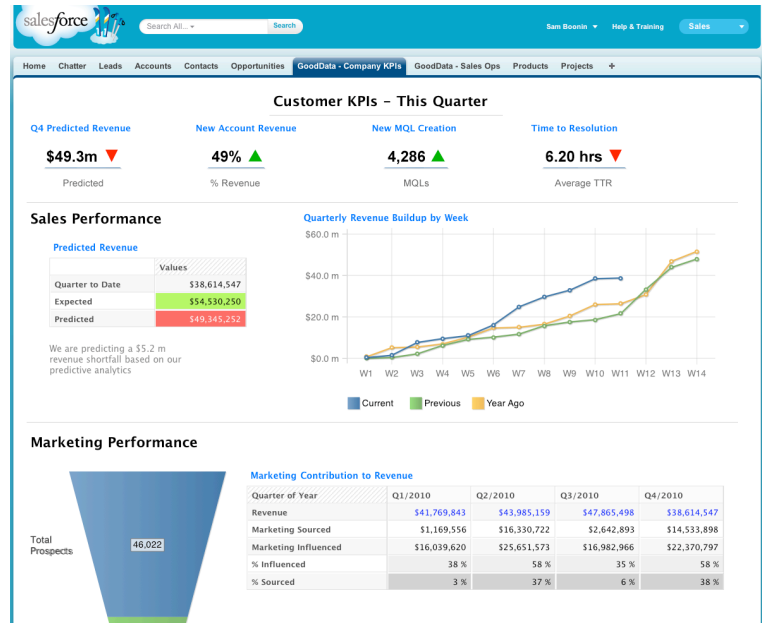 salesforce
Search All...
Search
Sam Boonin
Help & Training
Sales
Home Chatter Leads Accounts Contacts Opportunities GoodData - Company KPIs GoodData - Sales Ops Products Projects +
Customer KPIs – This Quarter
Q4 Predicted Revenue New Account Revenue New MQL Creation Time to Resolution
$49.3m 49% 4,286 6.20 hrs
Predicted % Revenue MQLs Average TTR
Sales Performance
Predicted Revenue
Values
Quarter to Date $38,614,547
Expected $54,530,250
Predicted $49,345,252
We are predicting a $5.2 m
revenue shortfall based on our
predictive analytics
Quarterly Revenue Buildup by Week
$60.0 m
$40.0 m
$20.0 m
$0.0 m
W1 W2 W3 W4 W5 W6 W7 W8 W9 W10 W11 W12 W13 W14
Current Previous Year Ago
Marketing Performance
Total
Prospects
46,022
Marketing Contribution to Revenue
Quarter of Year Q1/2010 Q2/2010 Q3/2010 Q4/2010
Revenue $41,769,843 $43,985,159 $47,865,498 $38,614,547
Marketing Sourced $1,169,556 $16,330,722 $2,642,893 $14,533,898
Marketing Influenced $16,039,620 $25,651,573 $16,982,966 $22,370,797
% Influenced 38 % 58 % 35 % 58 %
% Sourced 3 % 37 % 6 % 38 %